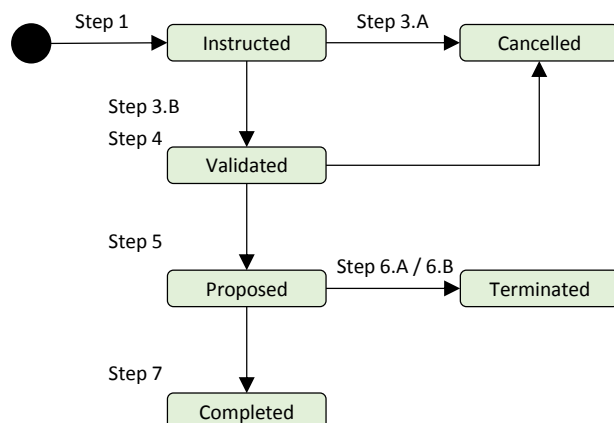 Step 1
Instructed
Step 3.A
Cancelled
Step 3.B
Step 4
Validated
Step 5
Proposed
Step 6.A / 6.B
Terminated
Step 7
Completed